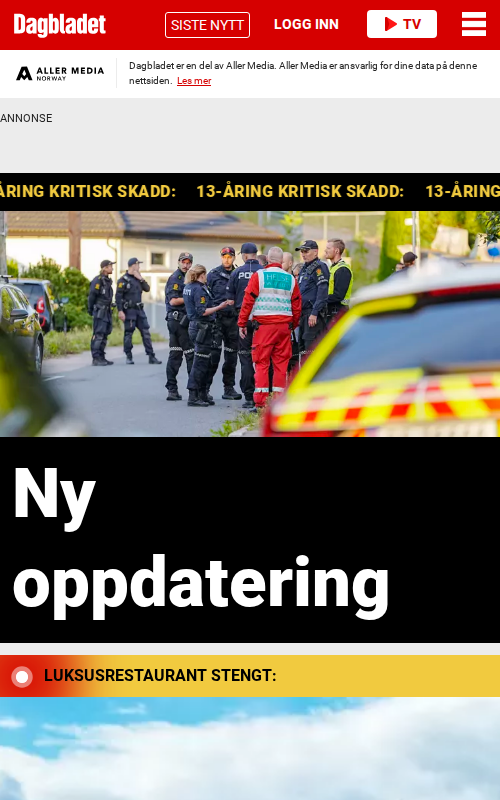 Dagbladet
SISTE NYTT
LOGG INN
TV
ALLER MEDIA
NORWAY
Dagbladet er en del av Aller Media. Aller Media er ansvarlig for dine data på denne
nettsiden. Les mer
ANNONSE
ÅRING KRITISK SKADD: 13-ÅRING KRITISK SKADD: 13-ÅRING
Ny
oppdatering
LUKSUSRESTAURANT STENGT: